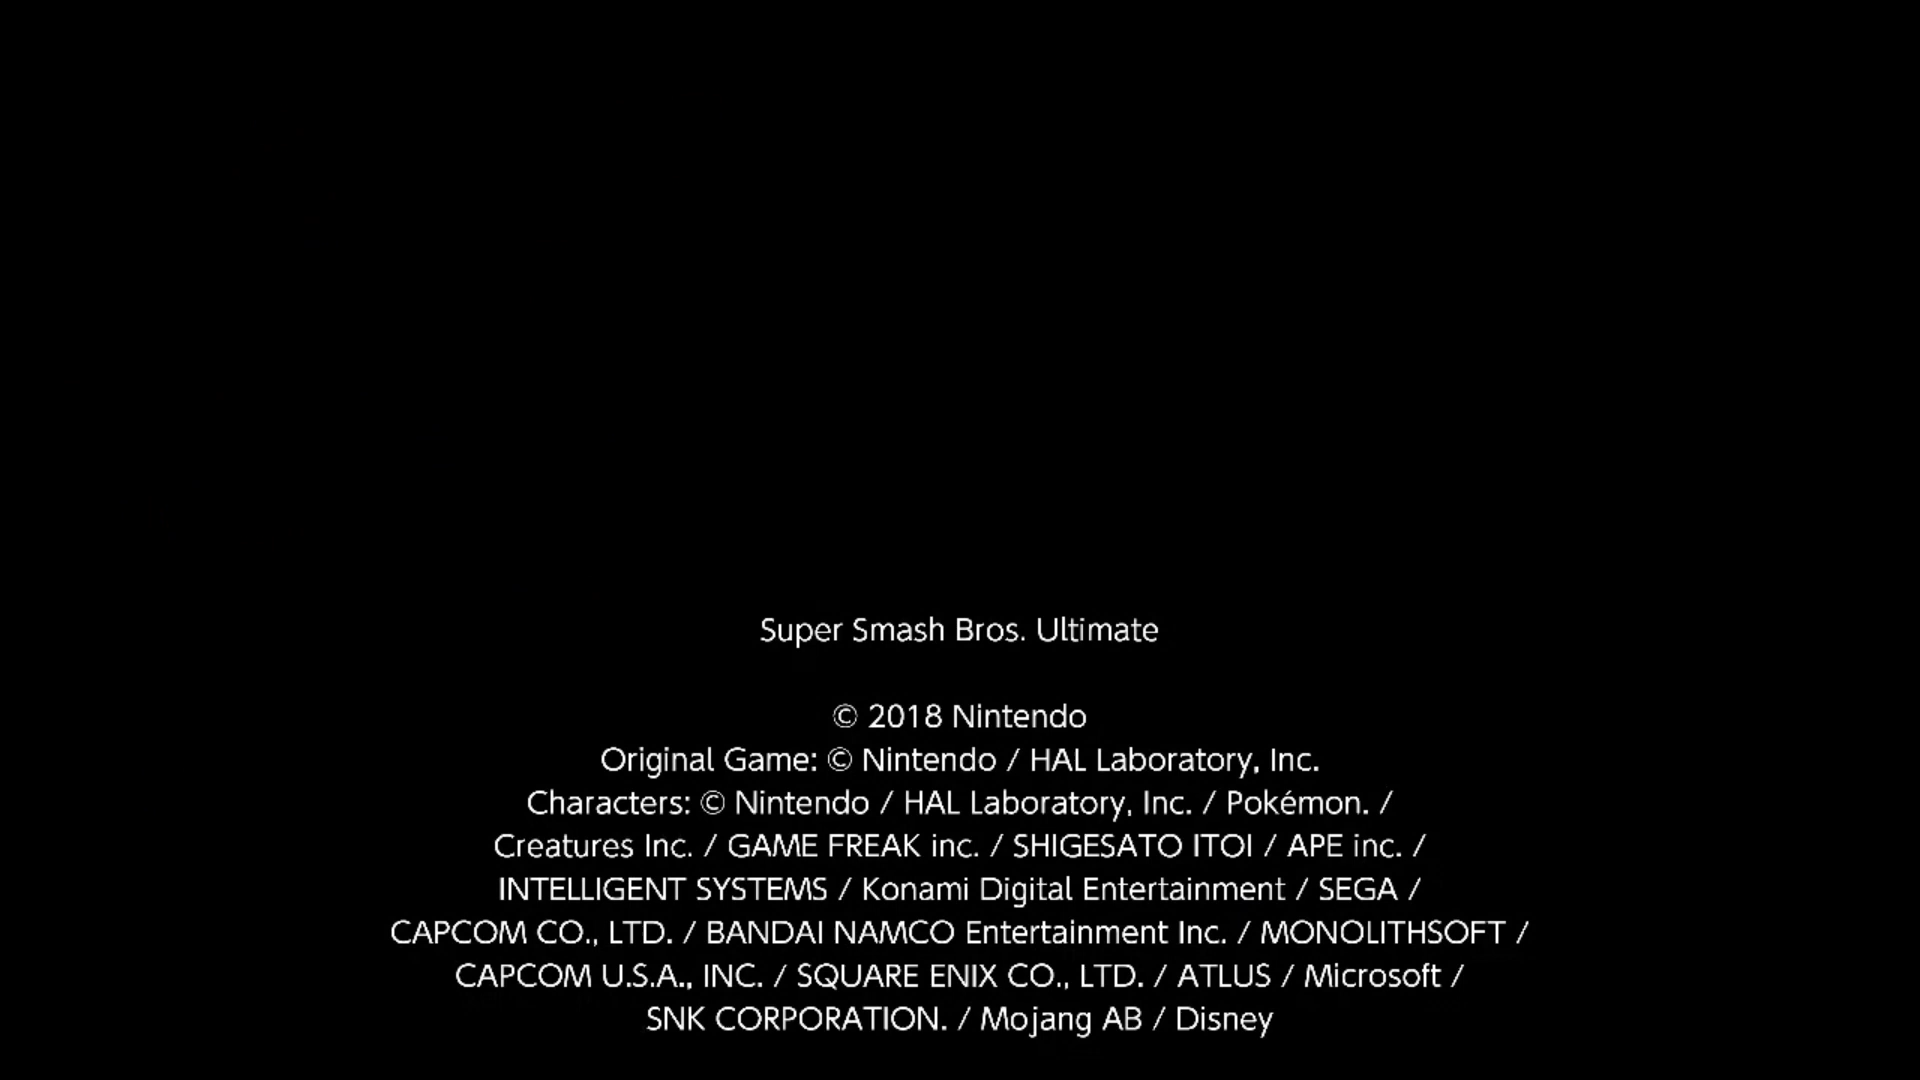 Super Smash Bros. Ultimate
© 2018 Nintendo
Original Game: © Nintendo / HAL Laboratory, Inc.
Characters: © Nintendo / HAL Laboratory, Inc. / Pokémon. /
Creatures Inc. / GAME FREAK inc. / SHIGESATO ITOI / APE inc. /
INTELLIGENT SYSTEMS / Konami Digital Entertainment / SEGA /
CAPCOM CO., LTD. / BANDAI NAMCO Entertainment Inc. / MONOLITHSOFT /
CAPCOM U.S.A., INC. / SQUARE ENIX CO., LTD. / ATLUS / Microsoft /
SNK CORPORATION. / Mojang AB / Disney